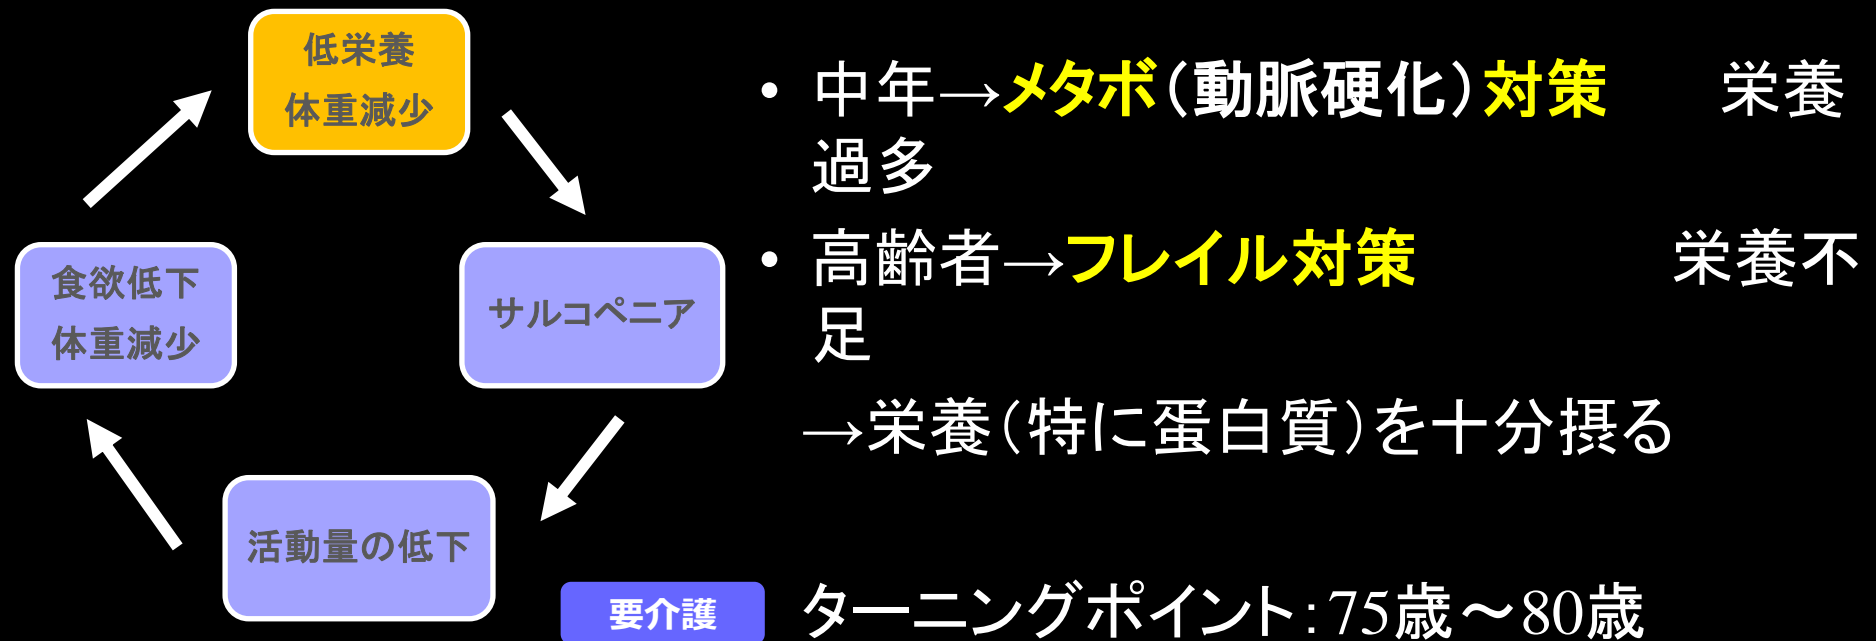 低栄養
体重減少
サルコペニア
活動量の低下
食欲低下
体重減少
要介護
• 中年→メタボ（動脈硬化）対策　　栄養
過多
• 高齢者→フレイル対策　　　　栄養不
足
→栄養（特に蛋白質）を十分摂る
ターニングポイント：75歳～80歳